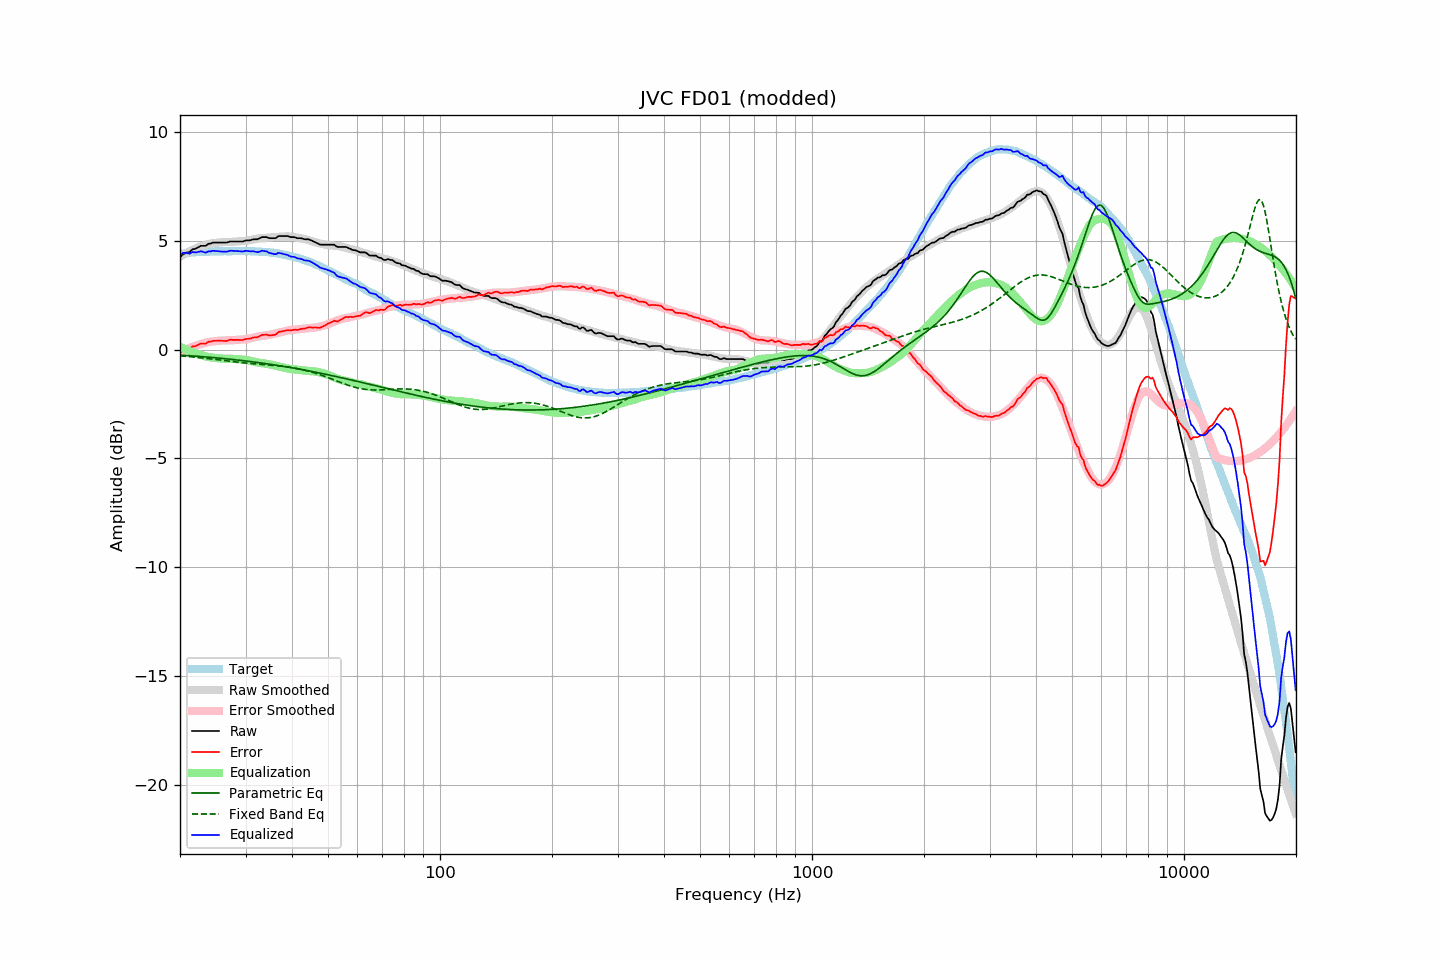 JVC FD01 (modded)
10
5
0
−5
−10
−15
−20
Amplitude (dBr)
Target
Raw Smoothed
Error Smoothed
Raw
Error
Equalization
Parametric Eq
Fixed Band Eq
Equalized
100
1000
10000
Frequency (Hz)